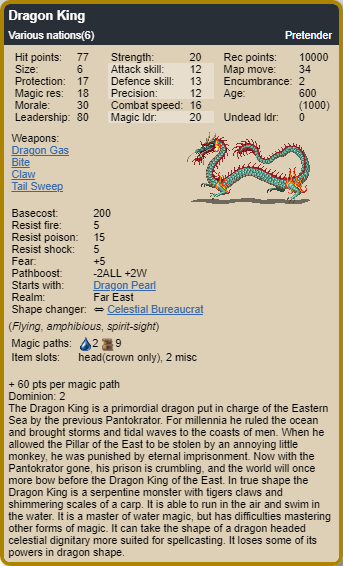 Dragon King
Various nations(6) Pretender
Hit points: 77 Strength: 20 Rec points: 10000
Size: 6 Attack skill: 12 Map move: 34
Protection: 17 Defence skill: 13 Encumbrance: 2
Magic res: 18 Precision: 12 Age: 600
Morale: 30 Combat speed: 16 (1000)
Leadership: 80 Magic ldr: 20 Undead ldr: 0
Weapons:
Dragon Gas
Bite
Claw
Tail Sweep
Basecost: 200
Resist fire: 5
Resist poison: 15
Resist shock: 5
Fear: +5
Pathboost: -2ALL +2W
Starts with: Dragon Pearl
Realm: Far East
Shape changer: ⇔ Celestial Bureaucrat
(Flying, amphibious, spirit-sight)
Magic paths: 2 9
Item slots: head(crown only), 2 misc
+ 60 pts per magic path
Dominion: 2
The Dragon King is a primordial dragon put in charge of the Eastern
Sea by the previous Pantokrator. For millennia he ruled the ocean
and brought storms and tidal waves to the coasts of men. When he
allowed the Pillar of the East to be stolen by an annoying little
monkey, he was punished by eternal imprisonment. Now with the
Pantokrator gone, his prison is crumbling, and the world will once
more bow before the Dragon King of the East. In true shape the
Dragon King is a serpentine monster with tigers claws and
shimmering scales of a carp. It is able to run in the air and swim in
the water. It is a master of water magic, but has difficulties mastering
other forms of magic. It can take the shape of a dragon headed
celestial dignitary more suited for spellcasting. It loses some of its
powers in dragon shape.